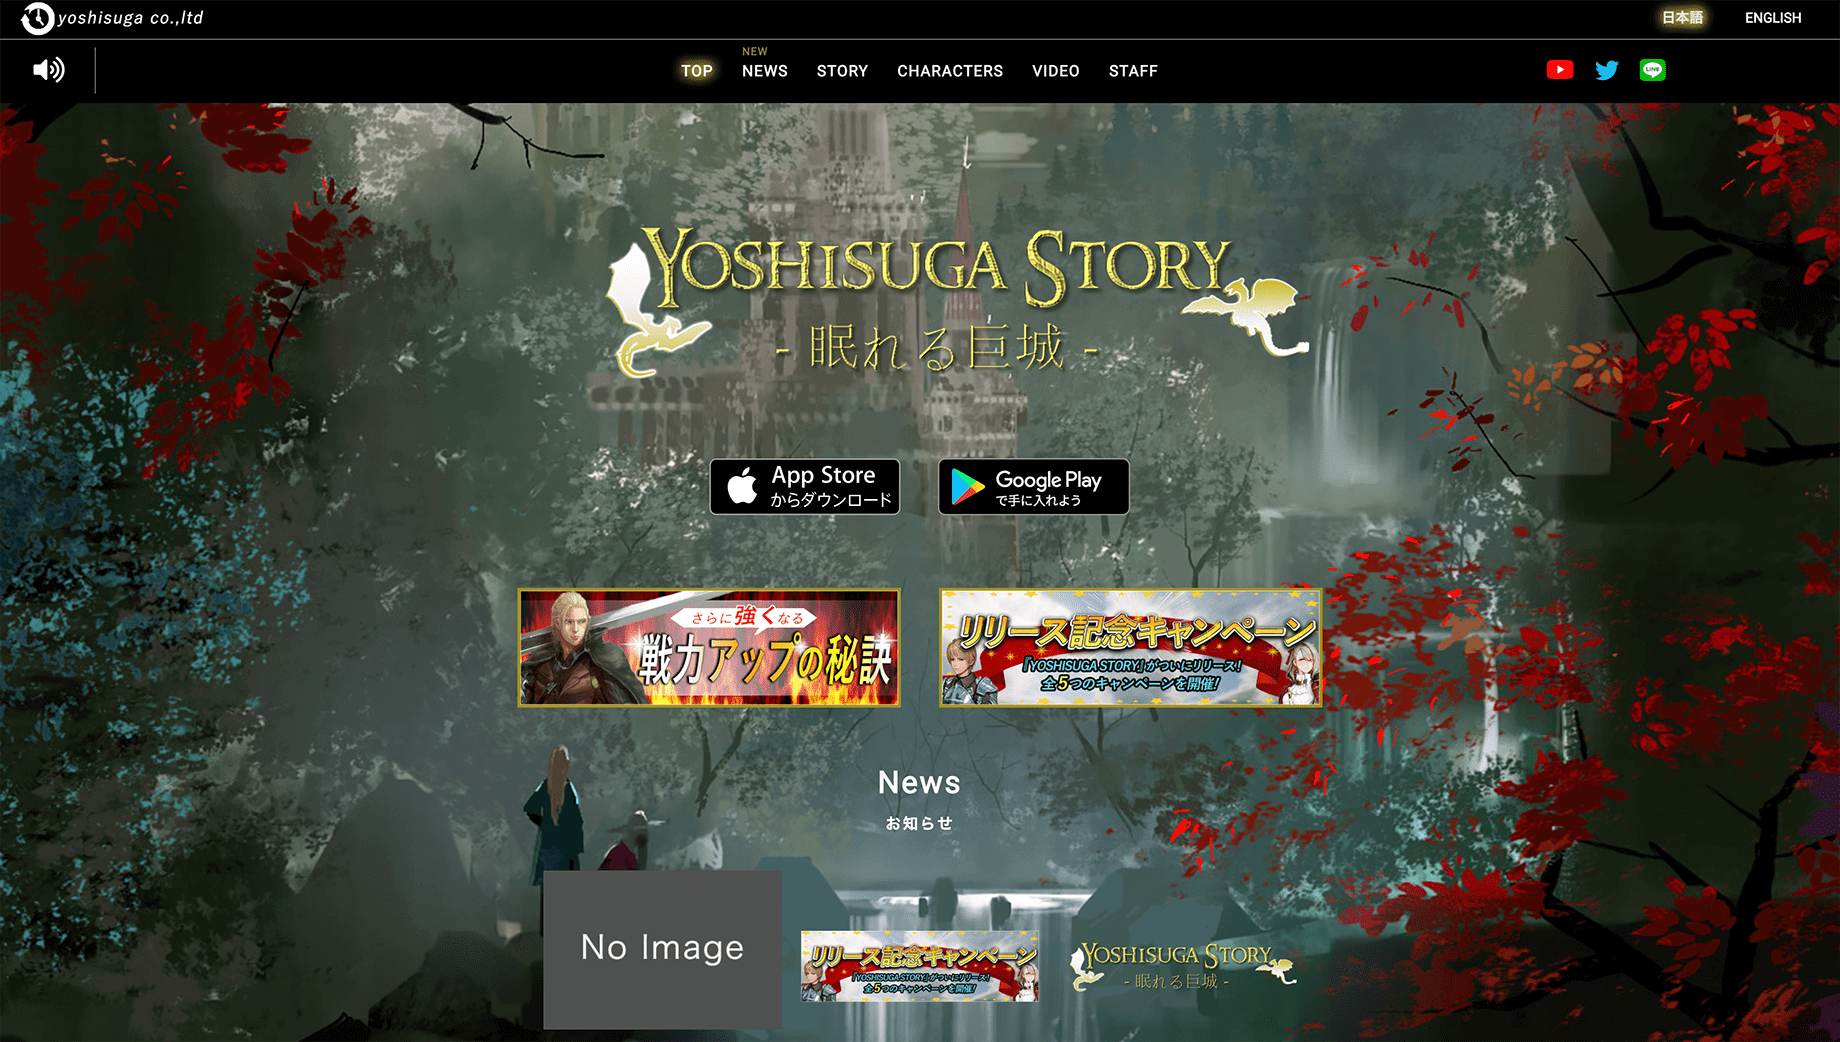 yoshisuga co.,ltd
日本語
ENGLISH
NEW
TOP
NEWS
STORY
CHARACTERS
VIDEO
STAFF
LINE
YOSHISUGA STORY
- 眠れる巨城 -
App Store
からダウンロード
Google Play
で手に入れよう
さらに強くなる
戦力アップの秘訣
リリース記念キャンペーン
『YOSHISUGA STORY』がついにリリース!
全5つのキャンペーンを開催!
News
お知らせ
No Image
リリース記念キャンペーン
『YOSHISUGA STORY』がついにリリース!
全5つのキャンペーンを開催!
YOSHISUGA STORY
- 眠れる巨城 -